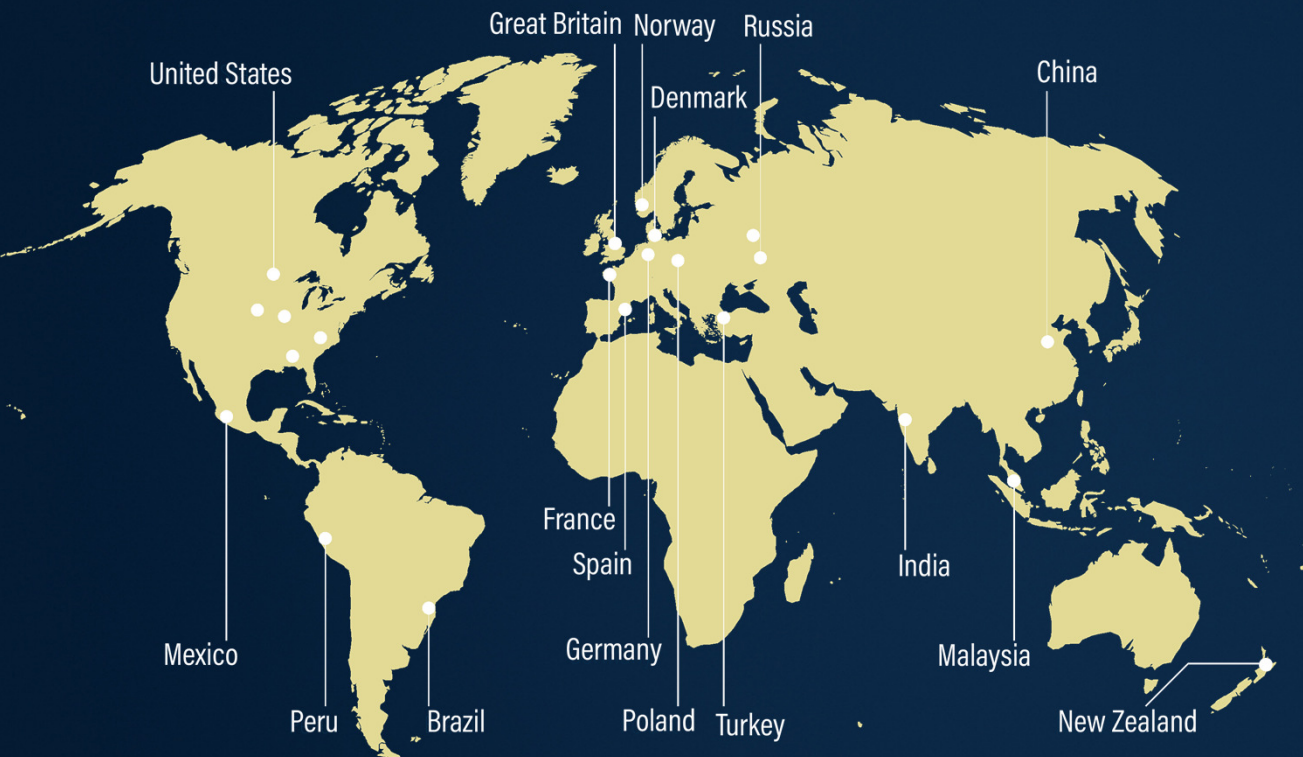 Great Britain
Norway
Russia
United States
China
Denmark
France
Spain
India
Germany
Mexico
Malaysia
Peru
Brazil
Poland
Turkey
New Zealand